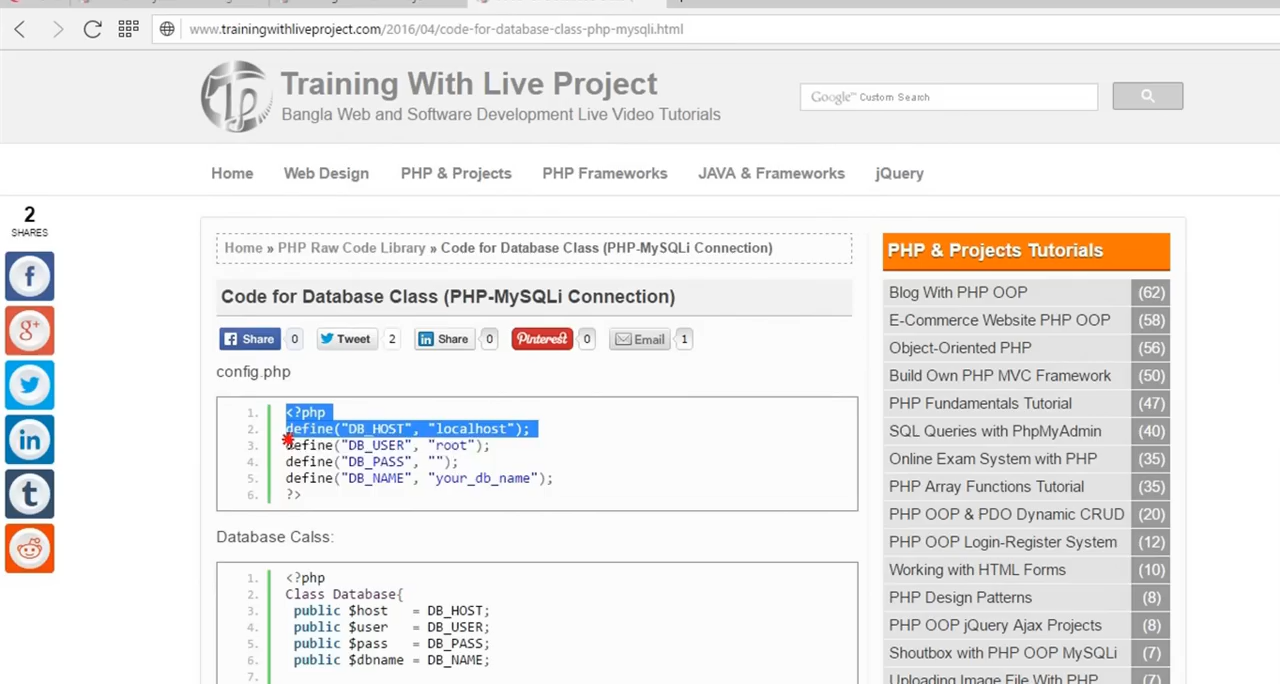 www.trainingwithliveproject.com/2016/04/code-for-database-class-php-mysqli.html
Training With Live Project
Bangla Web and Software Development Live Video Tutorials
Google™ Custom Search
Home
Web Design
PHP & Projects
PHP Frameworks
JAVA & Frameworks
jQuery
2
SHARES
Home » PHP Raw Code Library » Code for Database Class (PHP-MySQLi Connection)
Code for Database Class (PHP-MySQLi Connection)
Share 0 Tweet 2 Share 0 Pinterest 0 Email 1
config.php
1. <?php
2. define("DB_HOST", "localhost");
3. define("DB_USER", "root");
4. define("DB_PASS", "");
5. define("DB_NAME", "your_db_name");
6. ?>
Database Calss:
1. <?php
2. Class Database{
3. public $host = DB_HOST;
4. public $user = DB_USER;
5. public $pass = DB_PASS;
6. public $dbname = DB_NAME;
7.
PHP & Projects Tutorials
Blog With PHP OOP (62)
E-Commerce Website PHP OOP (58)
Object-Oriented PHP (56)
Build Own PHP MVC Framework (50)
PHP Fundamentals Tutorial (47)
SQL Queries with PhpMyAdmin (40)
Online Exam System with PHP (35)
PHP Array Functions Tutorial (35)
PHP OOP & PDO Dynamic CRUD (20)
PHP OOP Login-Register System (12)
Working with HTML Forms (10)
PHP Design Patterns (8)
PHP OOP jQuery Ajax Projects (8)
Shoutbox with PHP OOP MySQLi (7)
Uploading Image File With PHP (7)